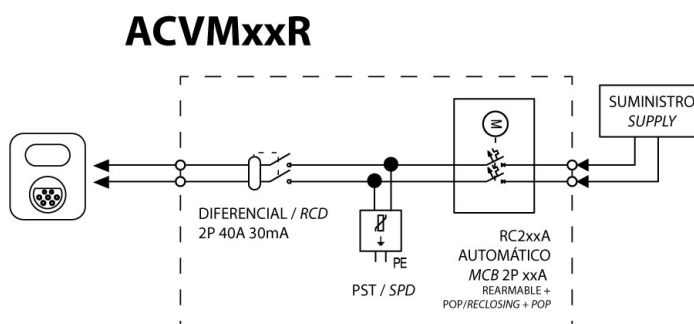 ACVMxxR
M
SUMINISTRO
SUPPLY
DIFERENCIAL / RCD
2P 40A 30mA
PE
PST / SPD
RC2xxA
AUTOMÁTICO
MCB 2P xxA
REARMABLE +
POP/RECLOSING + POP